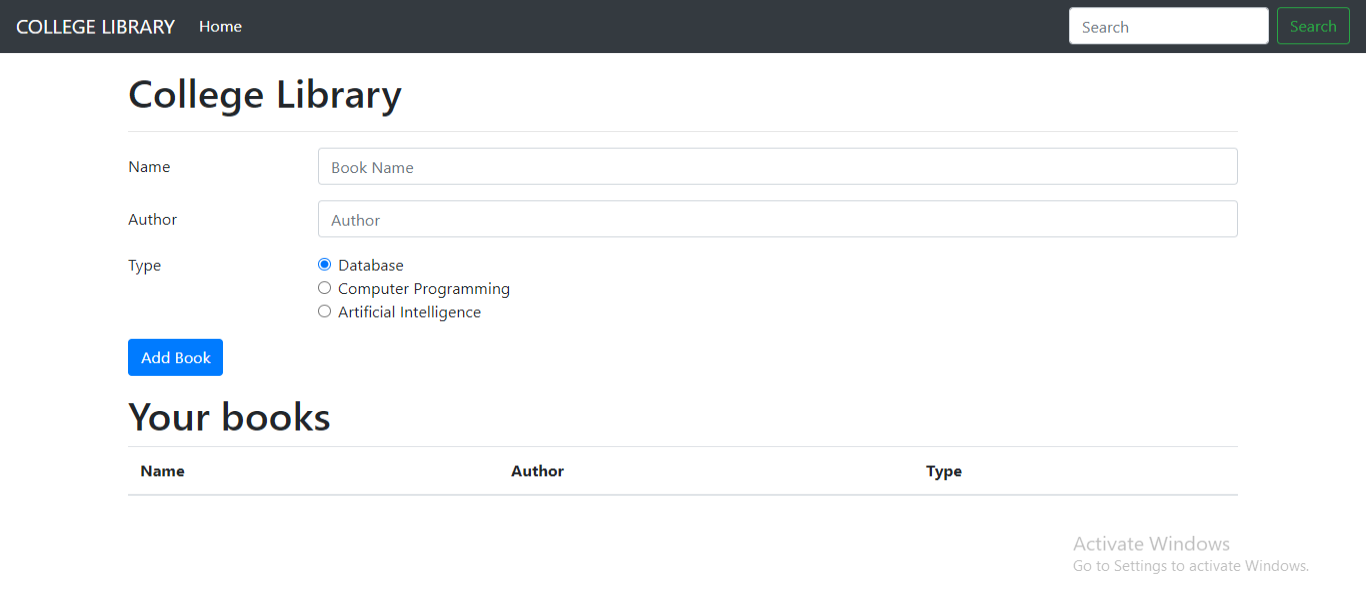 COLLEGE LIBRARY Home Search Search
College Library
Name Book Name
Author Author
Type Database
Computer Programming
Artificial Intelligence
Add Book
Your books
Name Author Type
Activate Windows
Go to Settings to activate Windows.